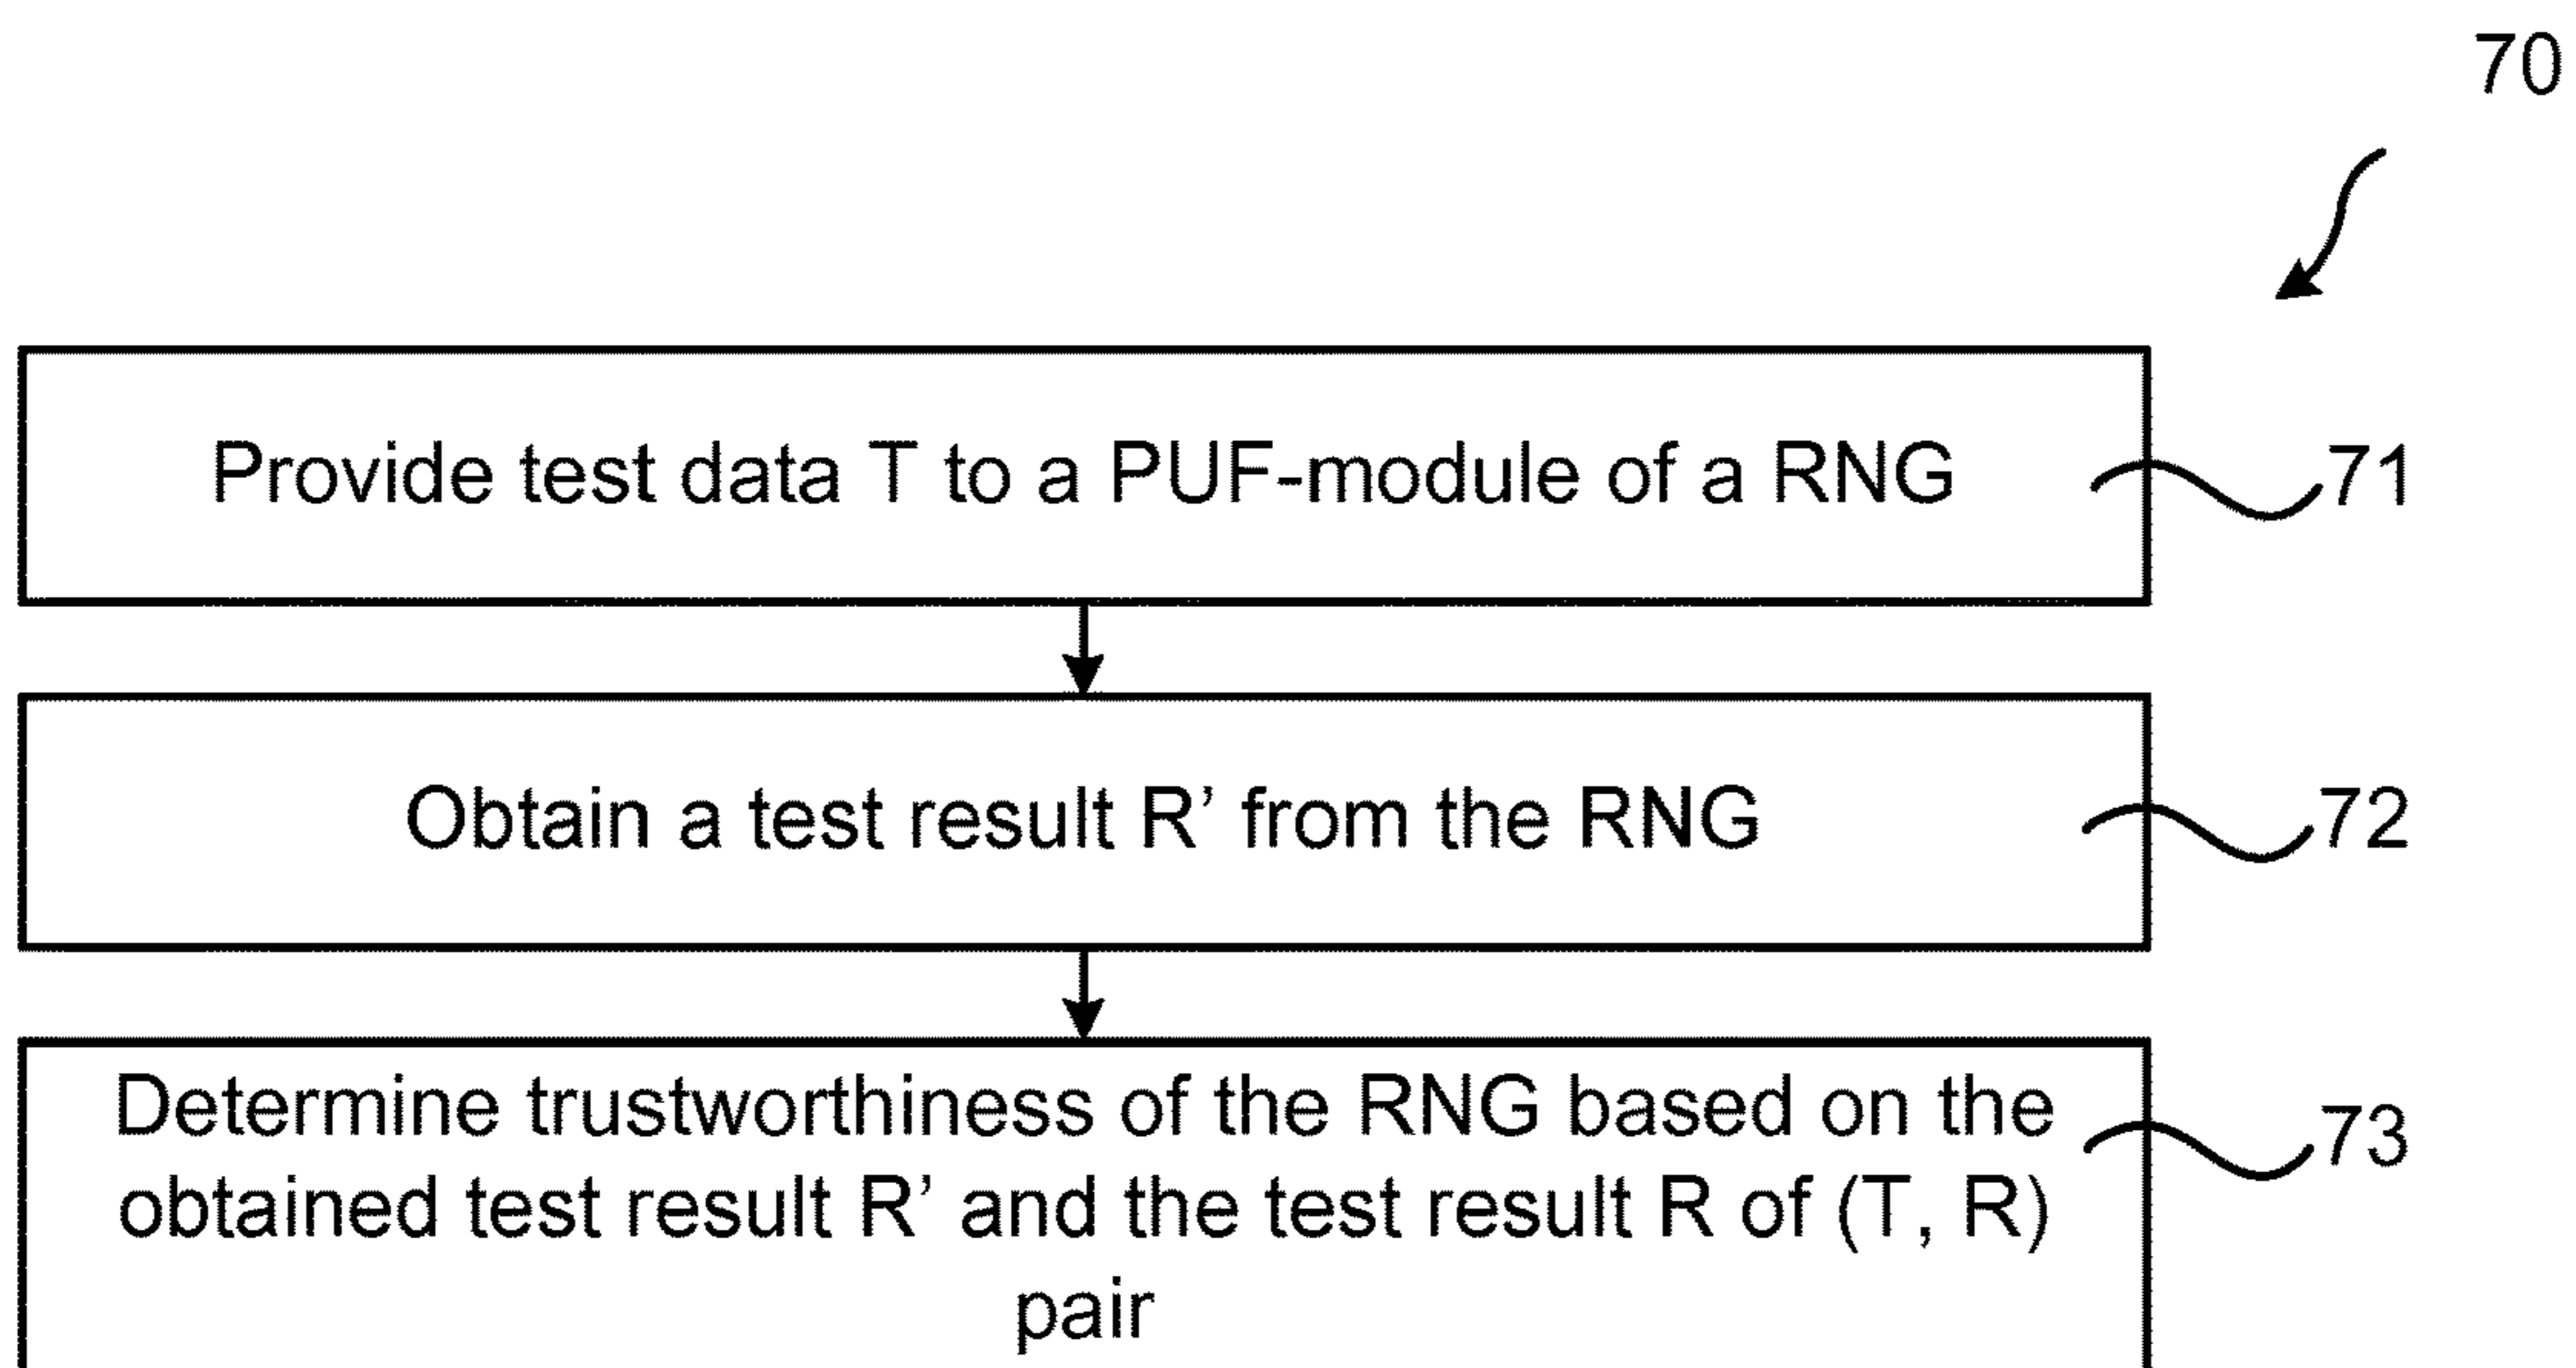 70
Provide test data T to a PUF-module of a RNG
71
Obtain a test result R’ from the RNG
72
Determine trustworthiness of the RNG based on the
obtained test result R’ and the test result R of (T, R)
pair
73